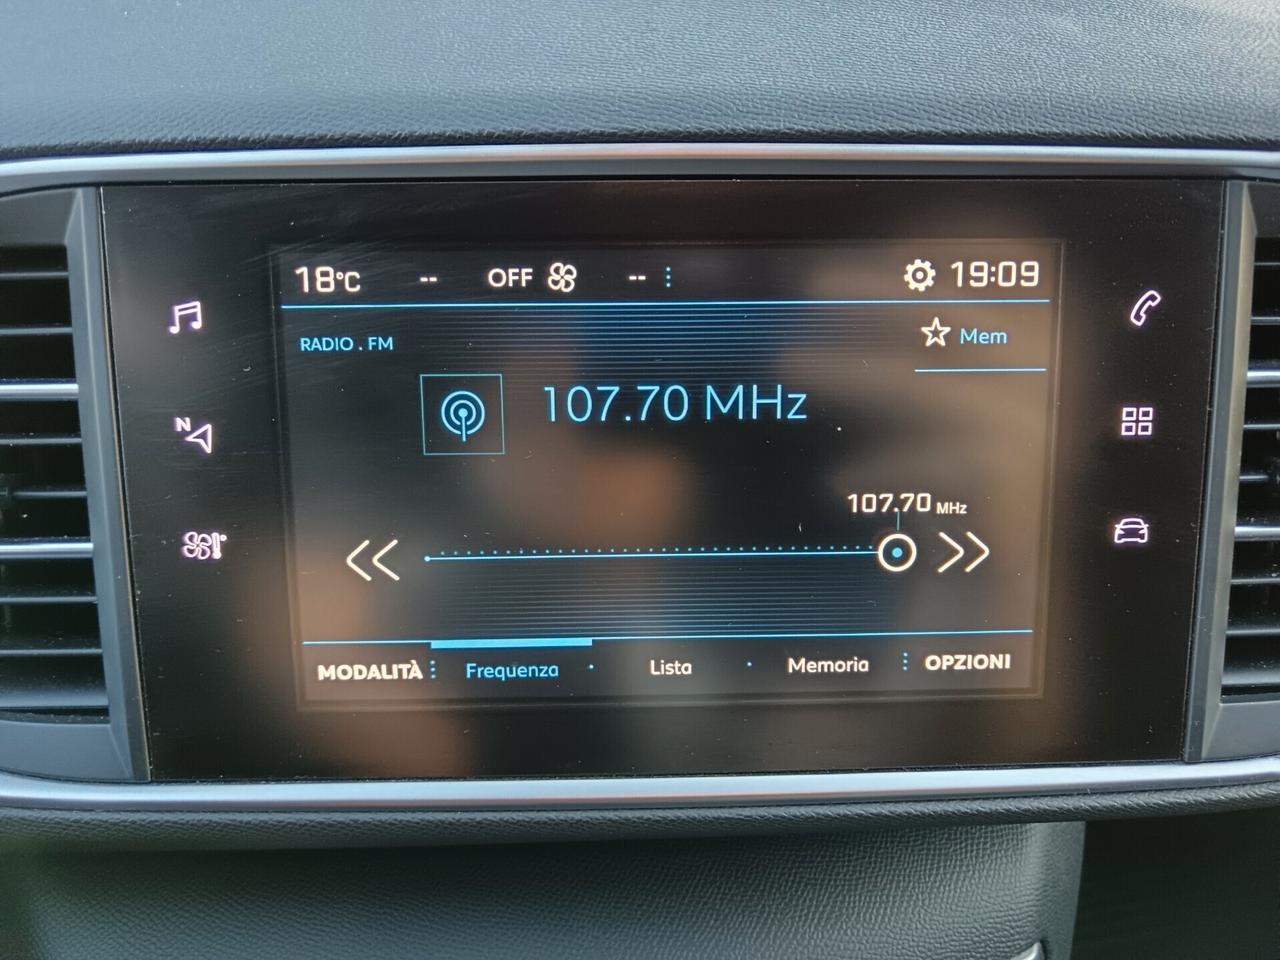 18°C -- OFF -- 19:09
RADIO . FM
Mem
107.70 MHz
107.70 MHz
N
MODALITÀ Frequenza Lista Memoria OPZIONI